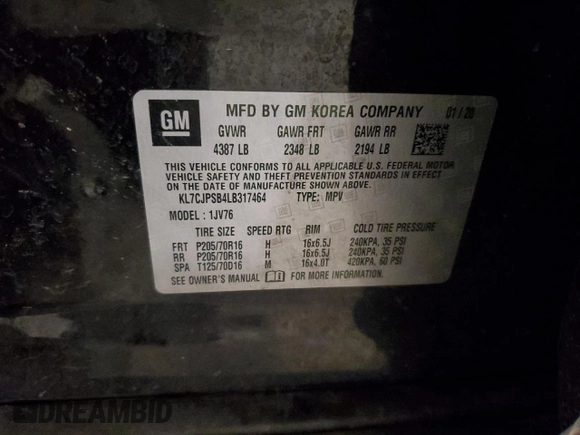 GM
MFD BY GM KOREA COMPANY 01 / 20
GVWR GAWR FRT GAWR RR
4387 LB 2348 LB 2194 LB
THIS VEHICLE CONFORMS TO ALL APPLICABLE U.S. FEDERAL MOTOR
VEHICLE SAFETY AND THEFT PREVENTION STANDARDS IN EFFECT ON
THE DATE OF MANUFACTURE SHOWN ABOVE.
KL7CJPSB4LB317464 TYPE: MPV
MODEL : 1JV76
TIRE SIZE SPEED RTG RIM COLD TIRE PRESSURE
FRT P205/70R16 H 16x6.5J 240KPA, 35 PSI
RR P205/70R16 H 16x6.5J 240KPA, 35 PSI
SPA T125/70D16 M 16x4.0T 420KPA, 60 PSI
SEE OWNER'S MANUAL FOR MORE INFORMATION.
DREAMBID